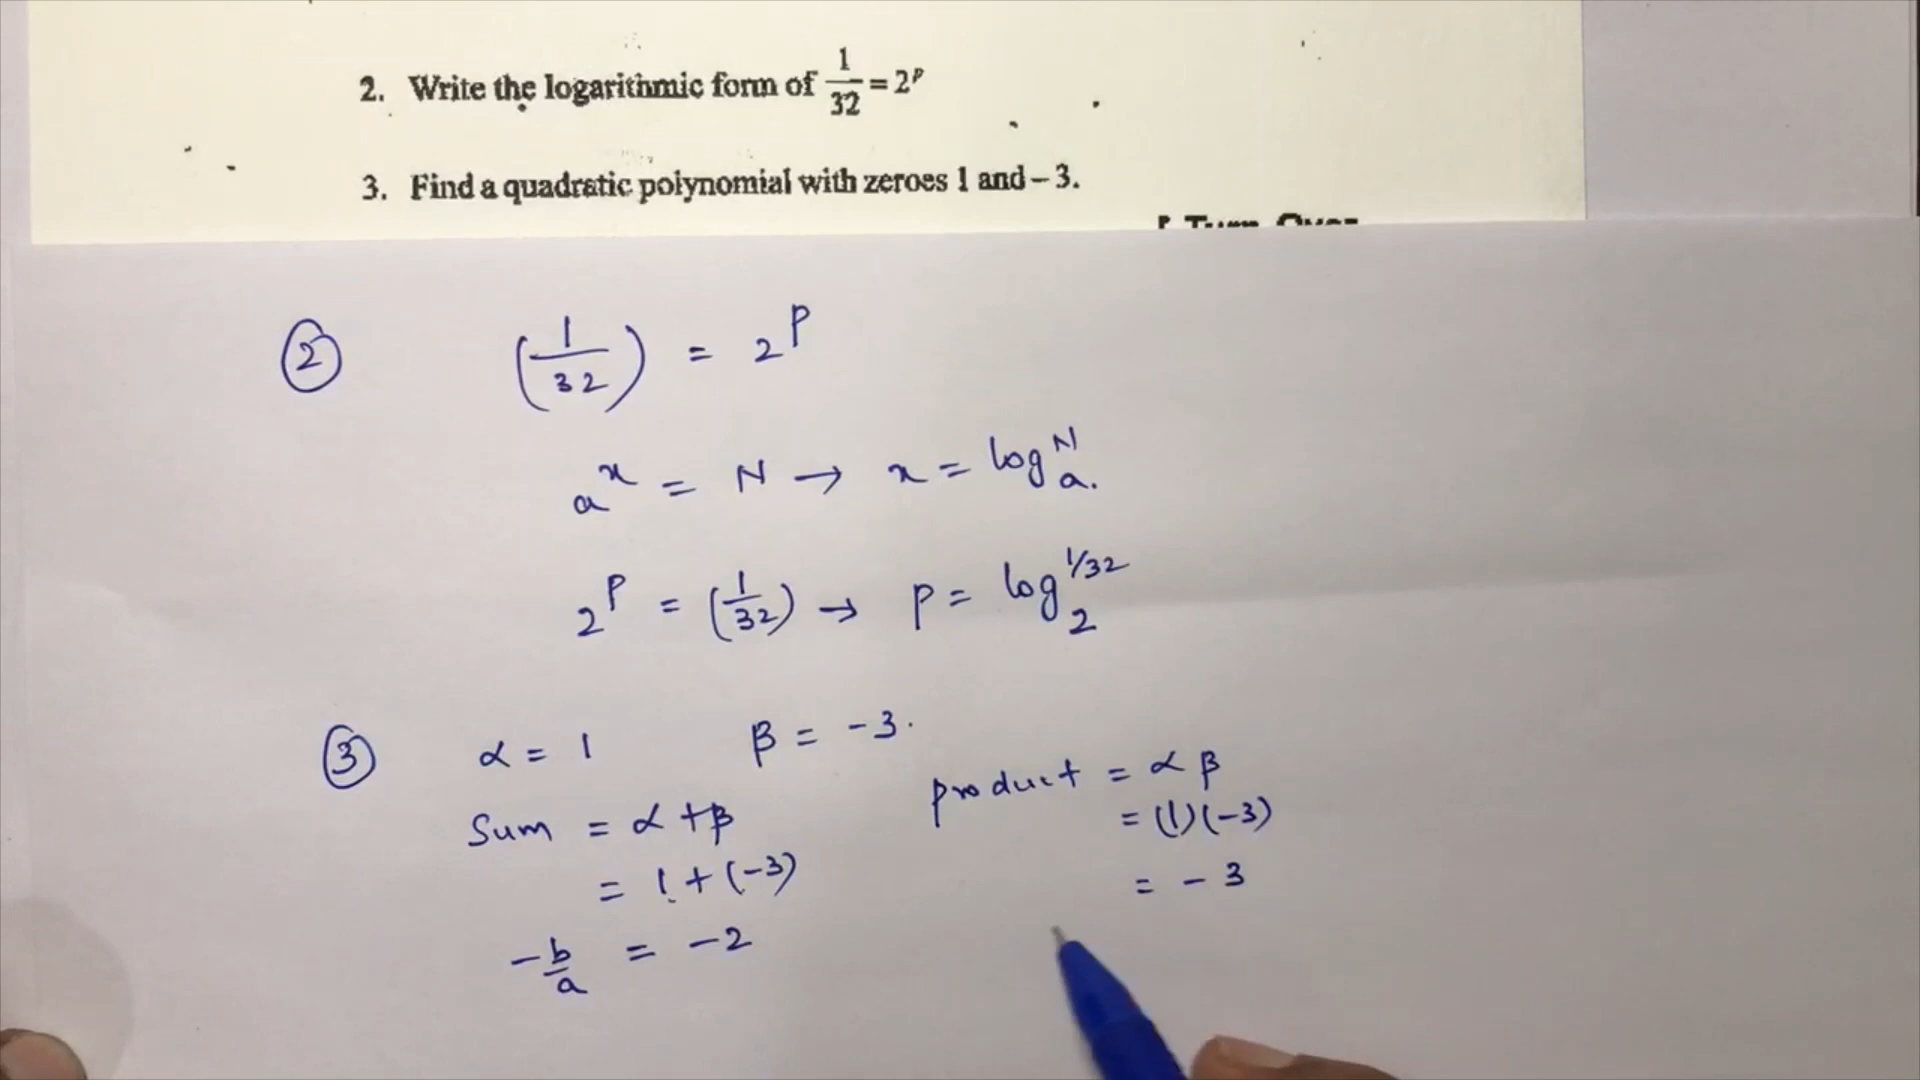 2. Write the logarithmic form of 1/32 = 2^p
3. Find a quadratic polynomial with zeroes 1 and – 3.
[ Turn Over
② (1/32) = 2^p
a^x = N → x = log_a^N.
2^p = (1/32) → p = log_2^1/32
③ α = 1 β = -3.
Sum = α + β product = α β
= 1 + (-3) = (1)(-3)
-b/a = -2 = - 3